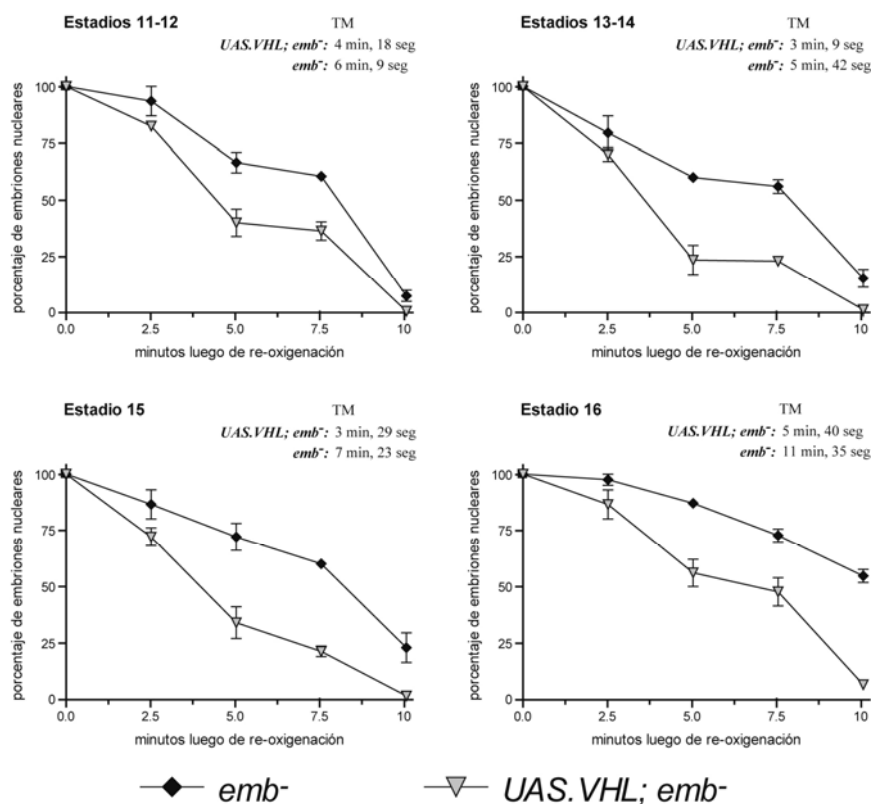 Estadios 11-12
TM
UAS.VHL; emb-: 4 min, 18 seg
emb-: 6 min, 9 seg
porcentaje de embriones nucleares
100
75
50
25
0
0.0 2.5 5.0 7.5 10
minutos luego de re-oxigenación
Estadios 13-14
TM
UAS.VHL; emb-: 3 min, 9 seg
emb-: 5 min, 42 seg
porcentaje de embriones nucleares
100
75
50
25
0
0.0 2.5 5.0 7.5 10
minutos luego de re-oxigenación
Estadio 15
TM
UAS.VHL; emb-: 3 min, 29 seg
emb-: 7 min, 23 seg
porcentaje de embriones nucleares
100
75
50
25
0
0.0 2.5 5.0 7.5 10
minutos luego de re-oxigenación
Estadio 16
TM
UAS.VHL; emb-: 5 min, 40 seg
emb-: 11 min, 35 seg
porcentaje de embriones nucleares
100
75
50
25
0
0.0 2.5 5.0 7.5 10
minutos luego de re-oxigenación
emb- UAS.VHL; emb-